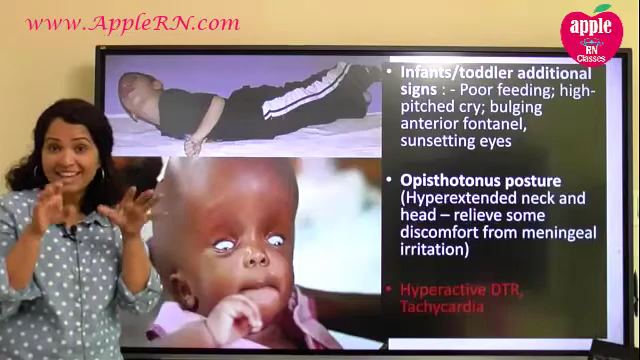 www.AppleRN.com
apple
RN
Classes
Infants/toddler additional
signs : - Poor feeding; high-
pitched cry; bulging
anterior fontanel,
sunsetting eyes
Opisthotonus posture
(Hyperextended neck and
head – relieve some
discomfort from meningeal
irritation)
Hyperactive DTR,
Tachycardia